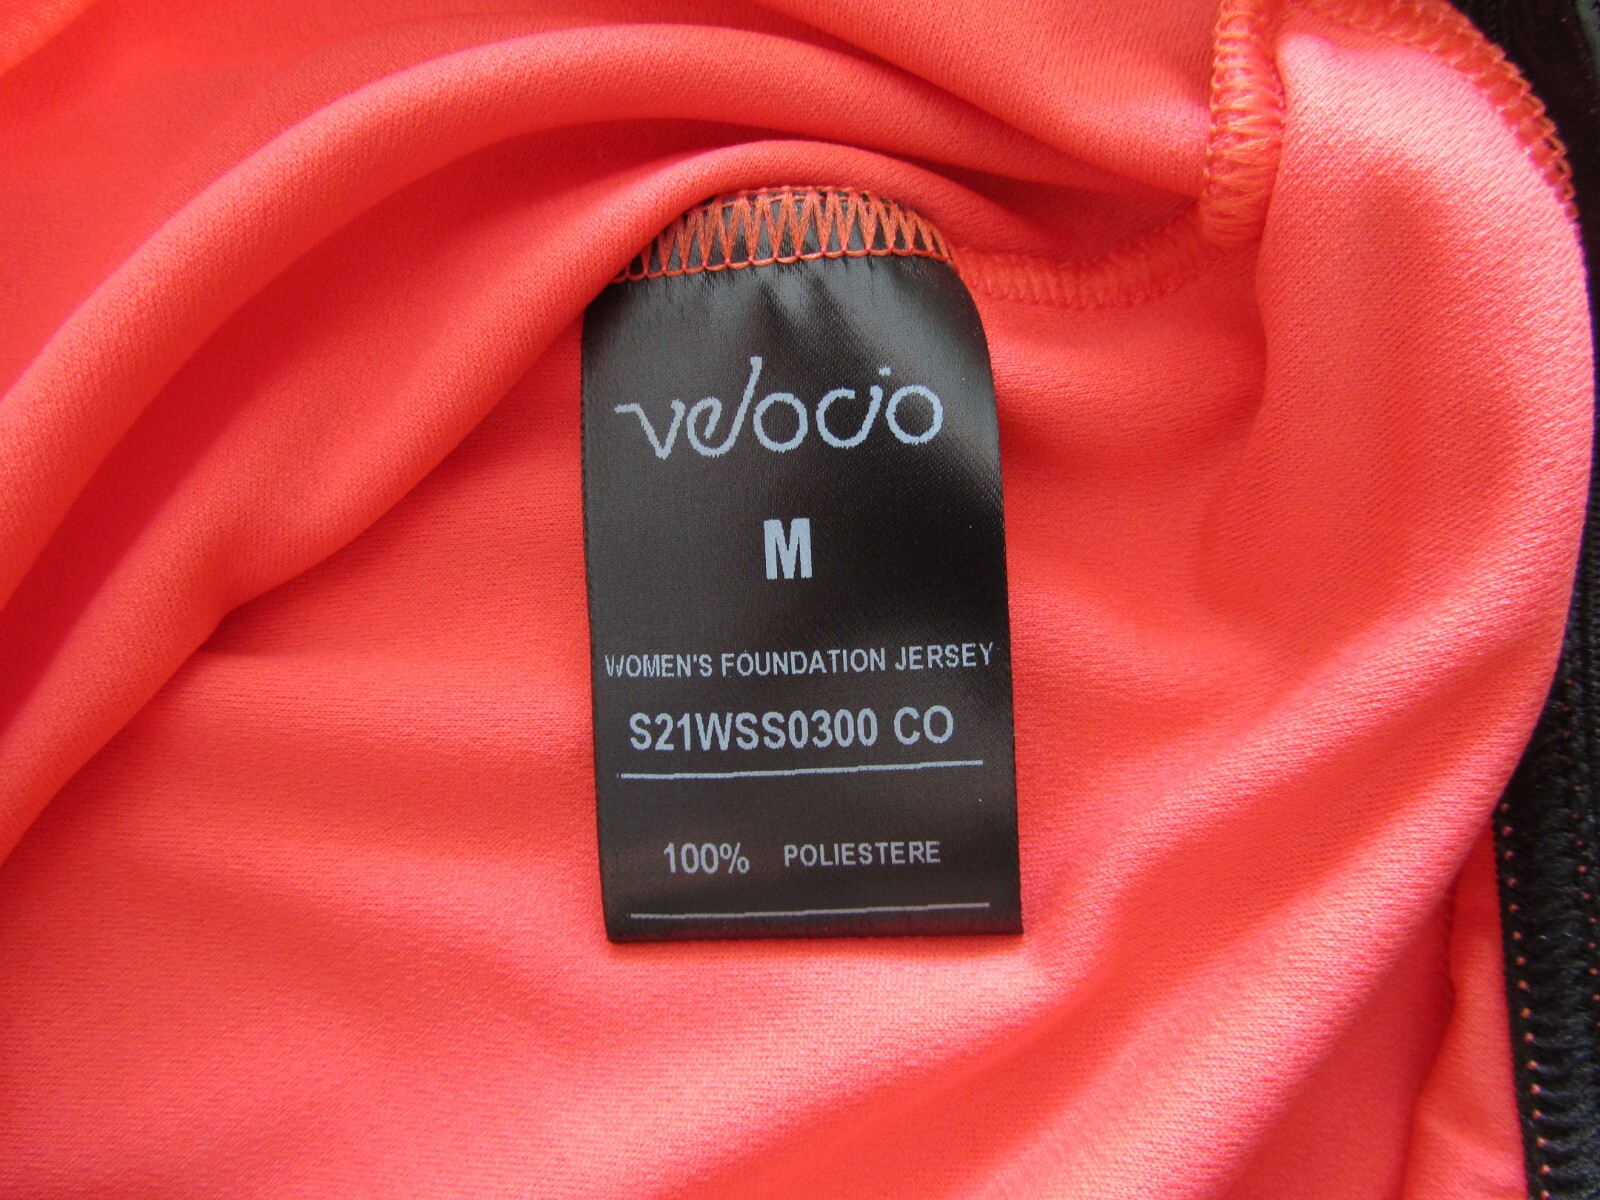 velocio
M
WOMEN'S FOUNDATION JERSEY
S21WSS0300 CO
100% POLIESTERE